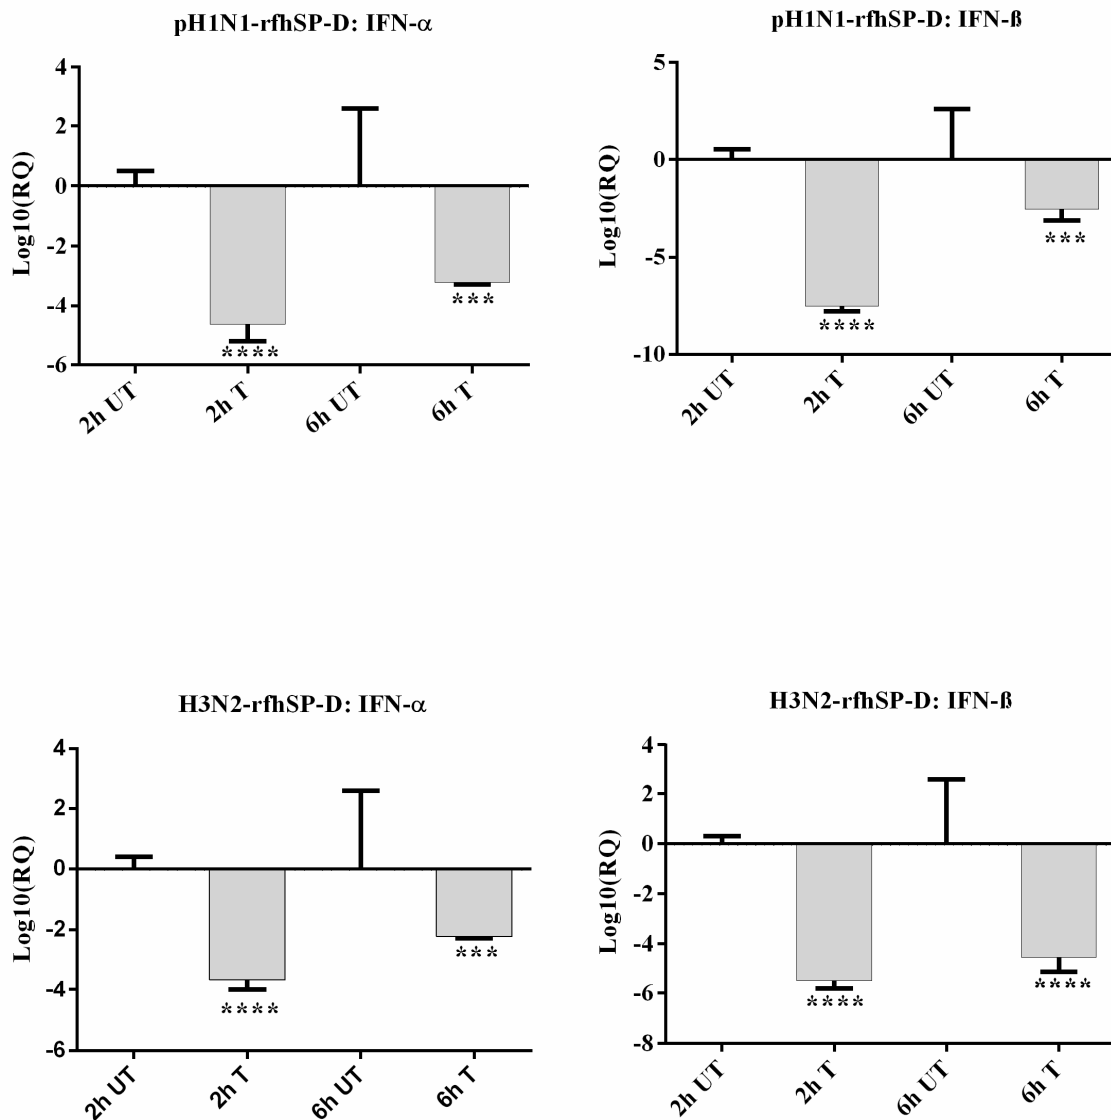 pH1N1-rfhSP-D: IFN-α
Log10(RQ)
4
2
0
-2
-4
-6
****
***
2h UT
2h T
6h UT
6h T
pH1N1-rfhSP-D: IFN-ß
Log10(RQ)
5
0
-5
-10
****
***
2h UT
2h T
6h UT
6h T
H3N2-rfhSP-D: IFN-α
Log10(RQ)
4
2
0
-2
-4
-6
****
***
2h UT
2h T
6h UT
6h T
H3N2-rfhSP-D: IFN-ß
Log10(RQ)
4
2
0
-2
-4
-6
-8
****
****
2h UT
2h T
6h UT
6h T